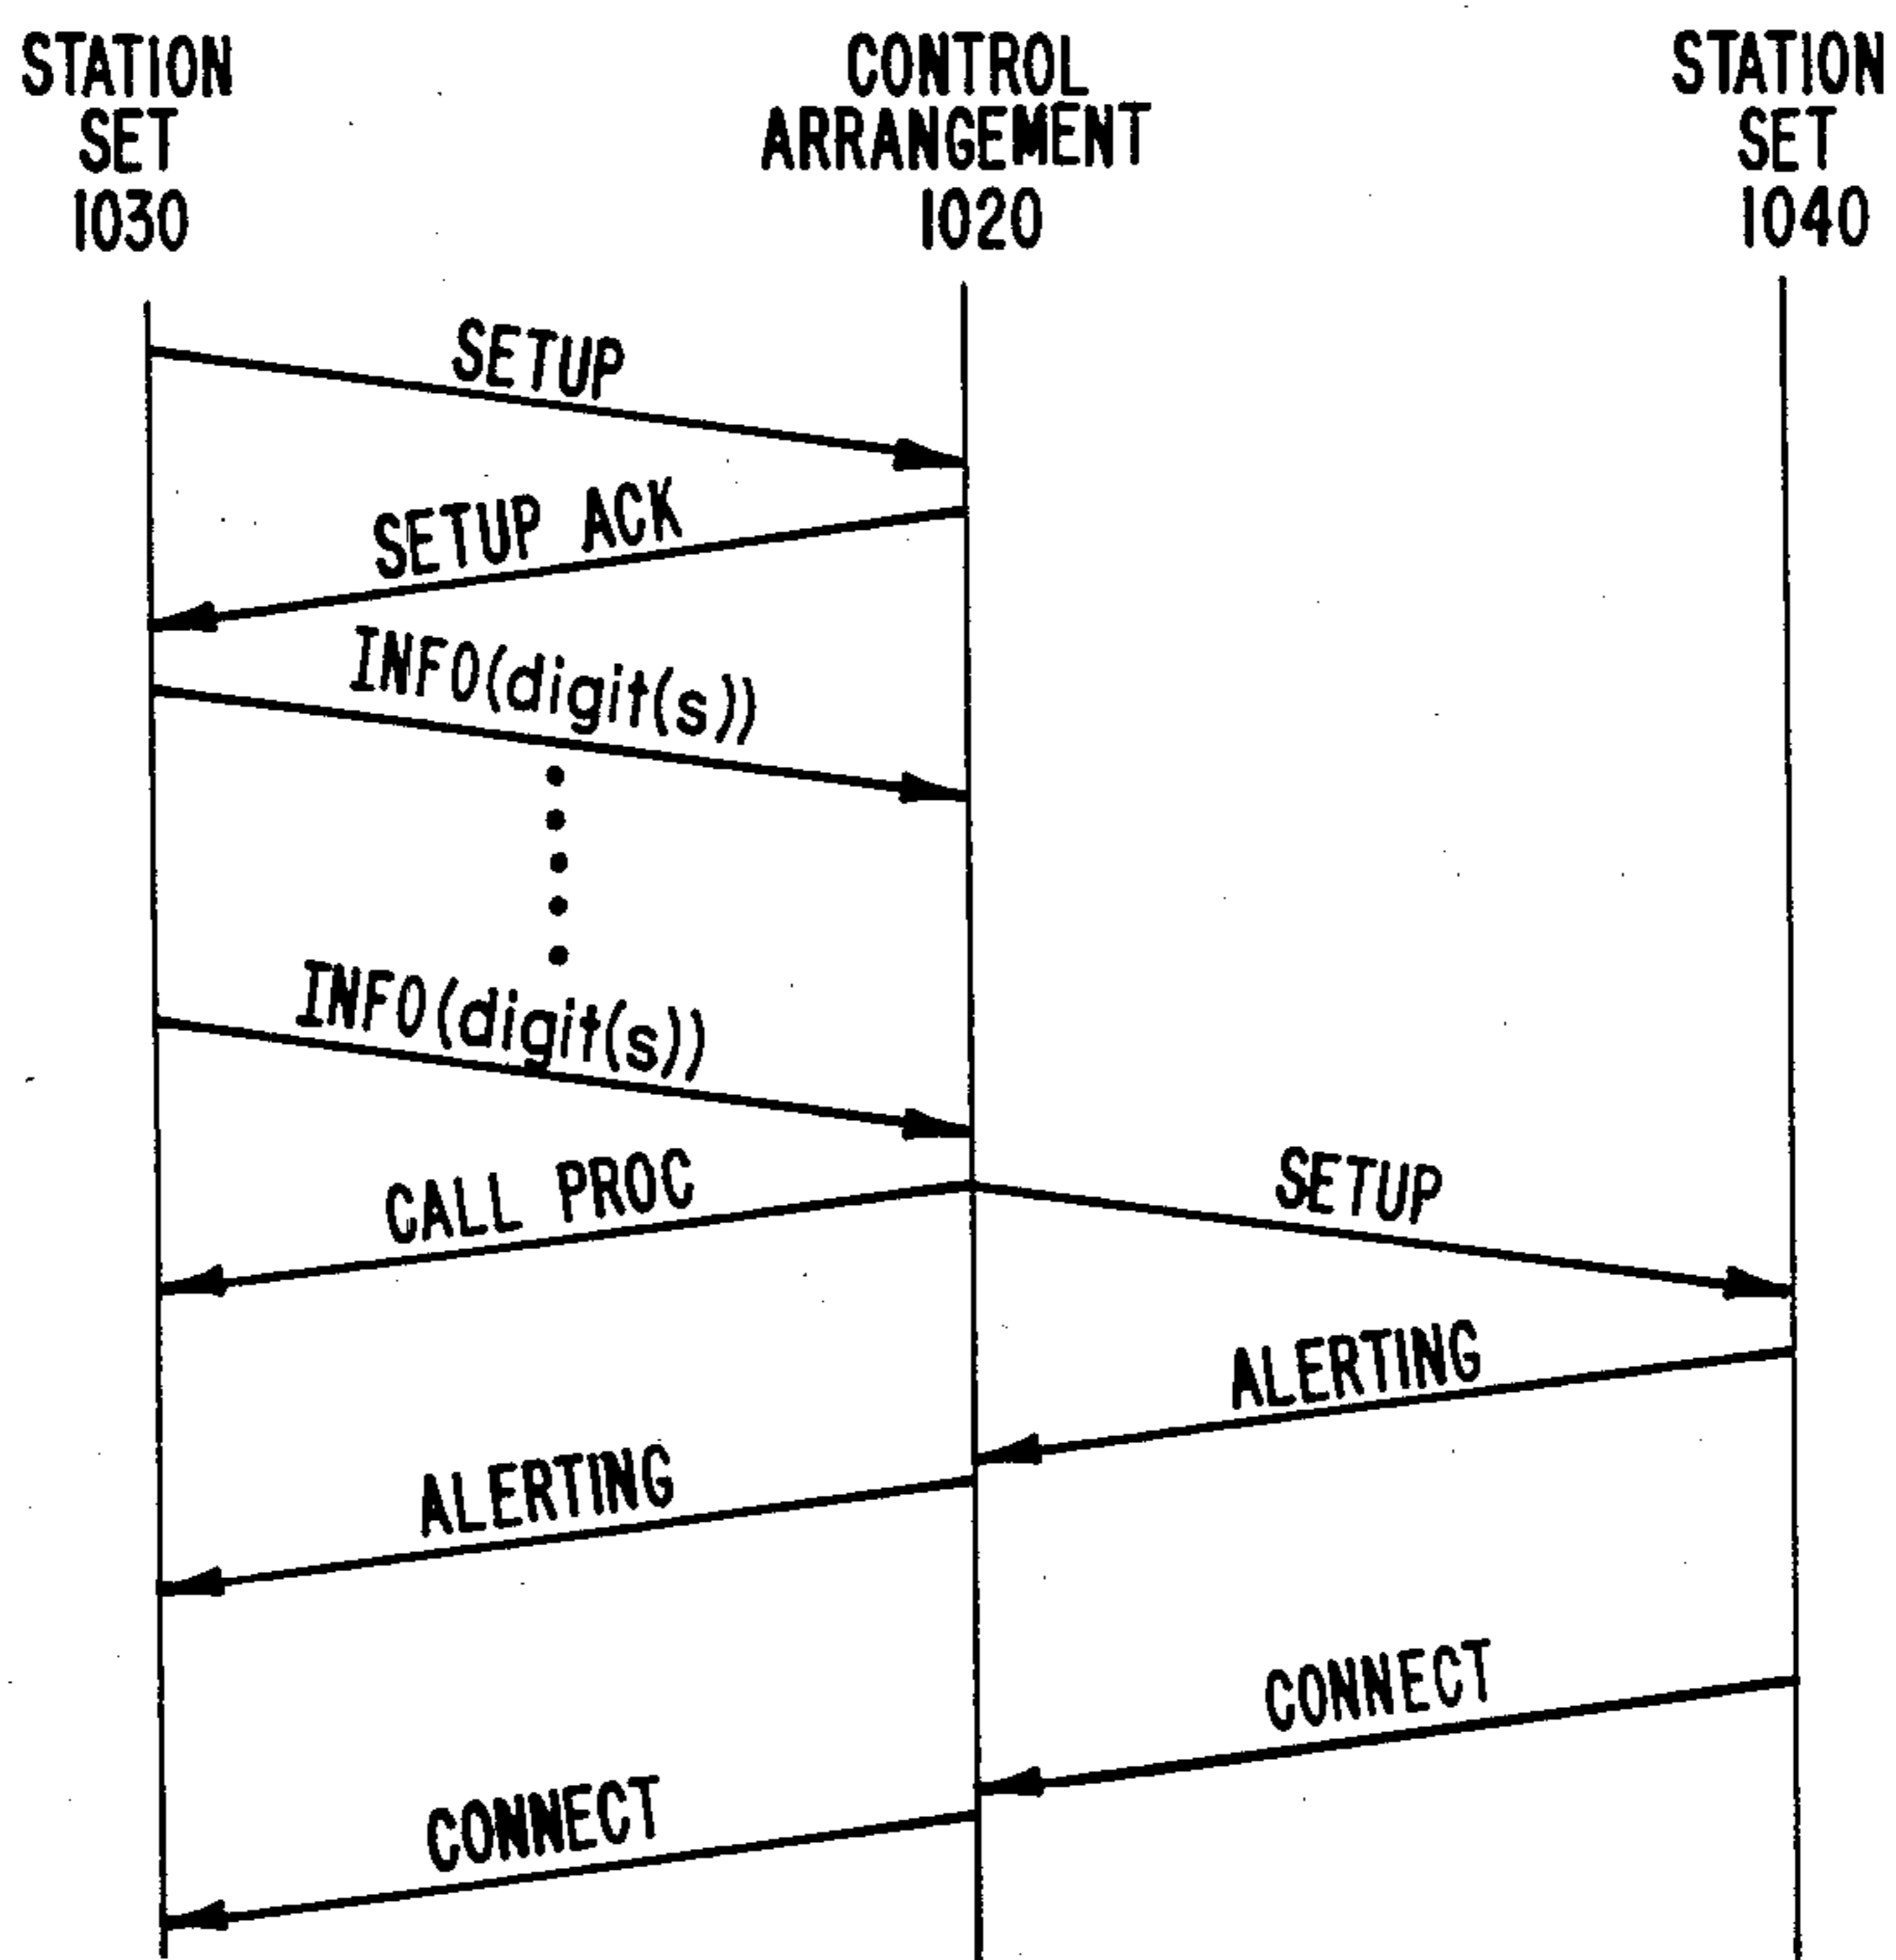 STATION
SET
1030
CONTROL
ARRANGEMENT
1020
STATION
SET
1040
SETUP
SETUP ACK
INFO(digit(s))
INFO(digit(s))
CALL PROC
SETUP
ALERTING
ALERTING
CONNECT
CONNECT